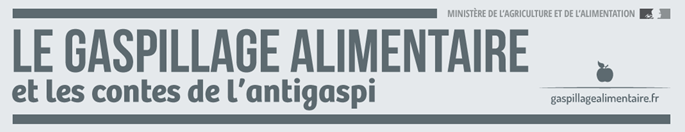 MINISTÈRE DE L'AGRICULTURE ET DE L'ALIMENTATION
LE GASPILLAGE ALIMENTAIRE
et les contes de l'antigaspi
gaspillagealimentaire.fr